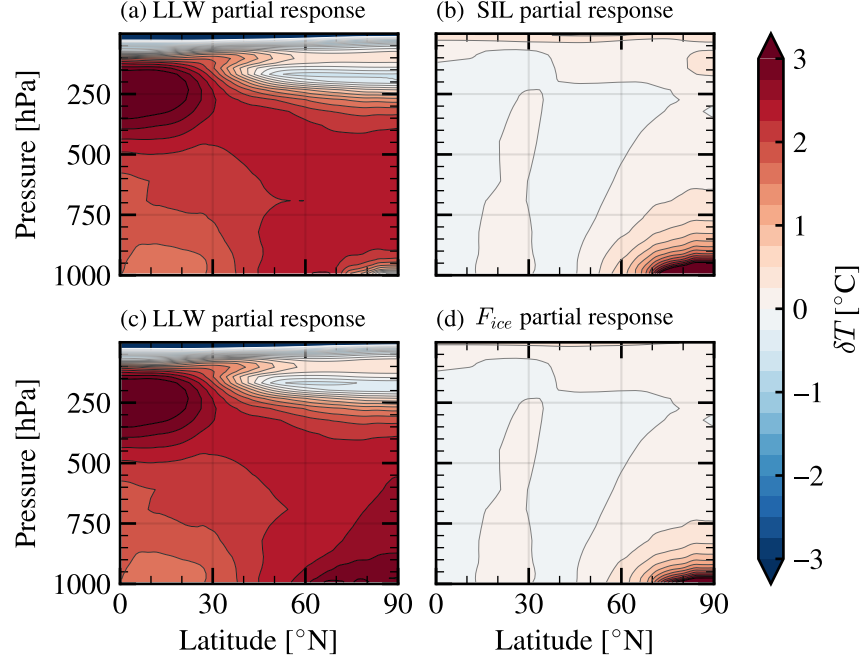 (a) LLW partial response
(b) SIL partial response
Pressure [hPa]
250
500
750
1000
(c) LLW partial response
(d) F_ice partial response
Pressure [hPa]
250
500
750
1000
0 30 60 90
0 30 60 90
Latitude [°N]
Latitude [°N]
3
2
1
0
−1
−2
−3
δT [°C]